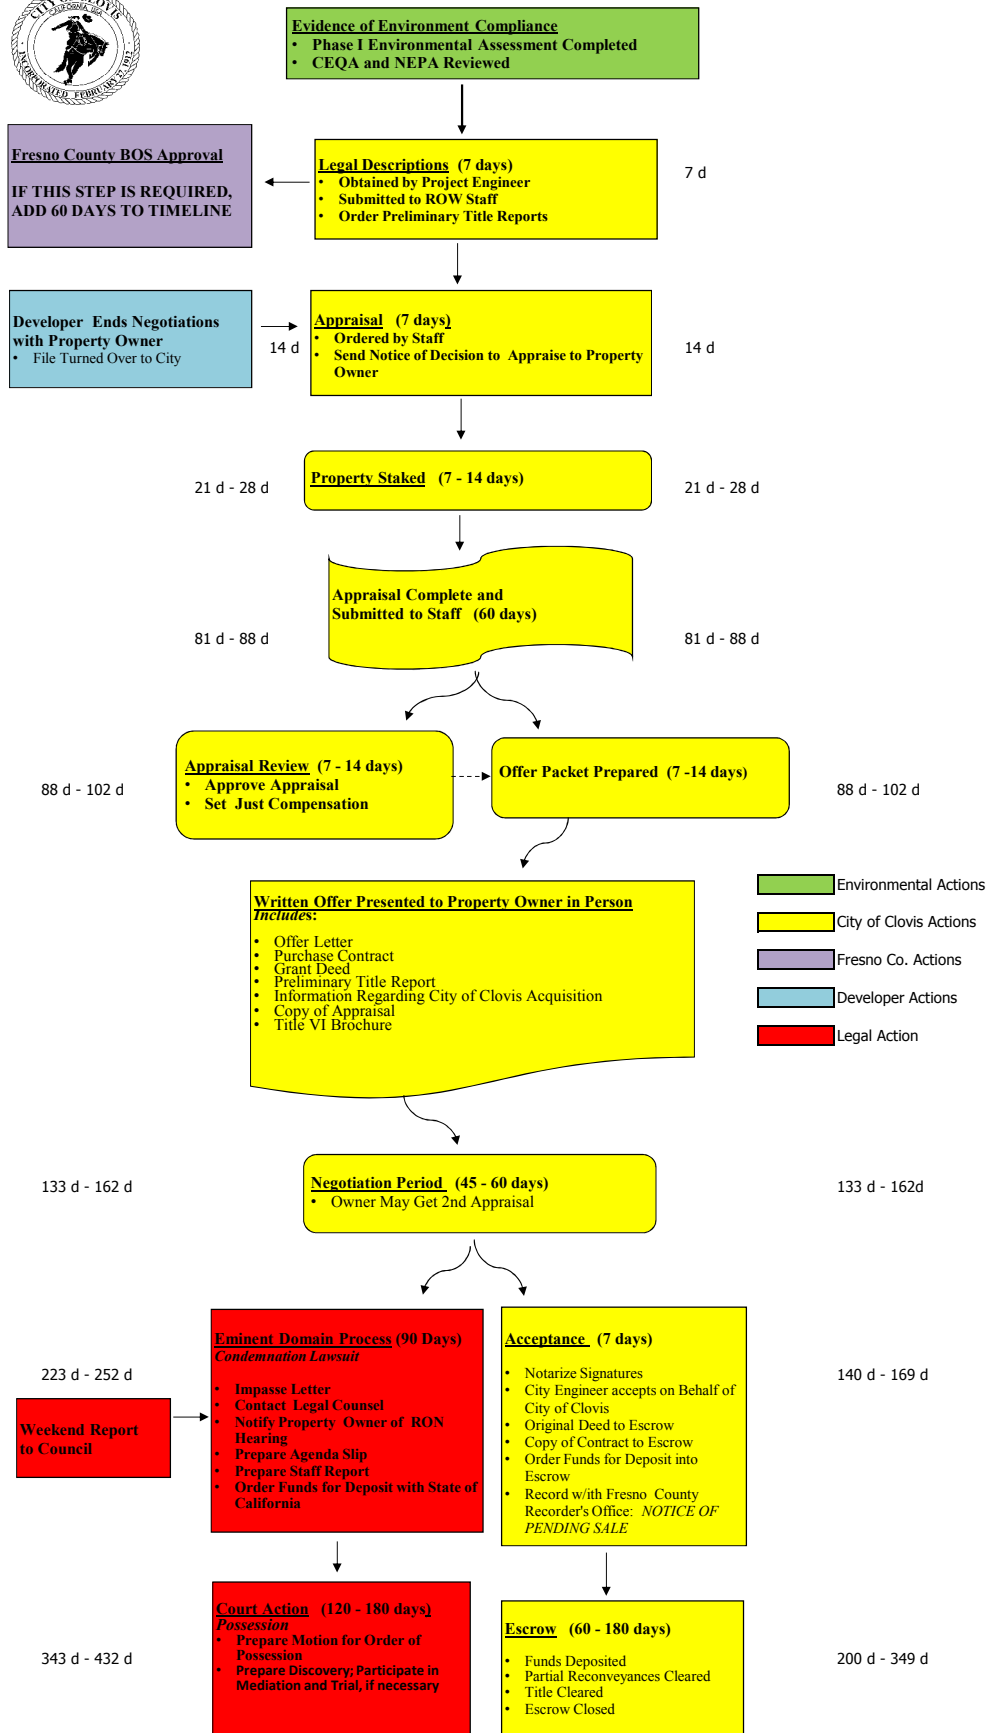 CITY OF CLOVIS
CALIFORNIA, USA
INCORPORATED FEBRUARY 27, 1912
Evidence of Environment Compliance
• Phase I Environmental Assessment Completed
• CEQA and NEPA Reviewed
Fresno County BOS Approval
IF THIS STEP IS REQUIRED,
ADD 60 DAYS TO TIMELINE
Legal Descriptions (7 days)
• Obtained by Project Engineer
• Submitted to ROW Staff
• Order Preliminary Title Reports
7 d
Developer Ends Negotiations
with Property Owner
• File Turned Over to City
14 d
Appraisal (7 days)
• Ordered by Staff
• Send Notice of Decision to Appraise to Property
Owner
14 d
Property Staked (7 - 14 days)
21 d - 28 d
21 d - 28 d
Appraisal Complete and
Submitted to Staff (60 days)
81 d - 88 d
81 d - 88 d
Appraisal Review (7 - 14 days)
• Approve Appraisal
• Set Just Compensation
Offer Packet Prepared (7 -14 days)
88 d - 102 d
88 d - 102 d
Written Offer Presented to Property Owner in Person
Includes:
• Offer Letter
• Purchase Contract
• Grant Deed
• Preliminary Title Report
• Information Regarding City of Clovis Acquisition
• Copy of Appraisal
• Title VI Brochure
Environmental Actions
City of Clovis Actions
Fresno Co. Actions
Developer Actions
Legal Action
133 d - 162 d
Negotiation Period (45 - 60 days)
• Owner May Get 2nd Appraisal
133 d - 162d
Eminent Domain Process (90 Days)
Condemnation Lawsuit
• Impasse Letter
• Contact Legal Counsel
• Notify Property Owner of RON
Hearing
• Prepare Agenda Slip
• Prepare Staff Report
• Order Funds for Deposit with State of
California
223 d - 252 d
Weekend Report
to Council
Acceptance (7 days)
• Notarize Signatures
• City Engineer accepts on Behalf of
City of Clovis
• Original Deed to Escrow
• Copy of Contract to Escrow
• Order Funds for Deposit into
Escrow
• Record w/ith Fresno County
Recorder's Office: NOTICE OF
PENDING SALE
140 d - 169 d
Court Action (120 - 180 days)
Possession
• Prepare Motion for Order of
Possession
• Prepare Discovery; Participate in
Mediation and Trial, if necessary
343 d - 432 d
Escrow (60 - 180 days)
• Funds Deposited
• Partial Reconveyances Cleared
• Title Cleared
• Escrow Closed
200 d - 349 d